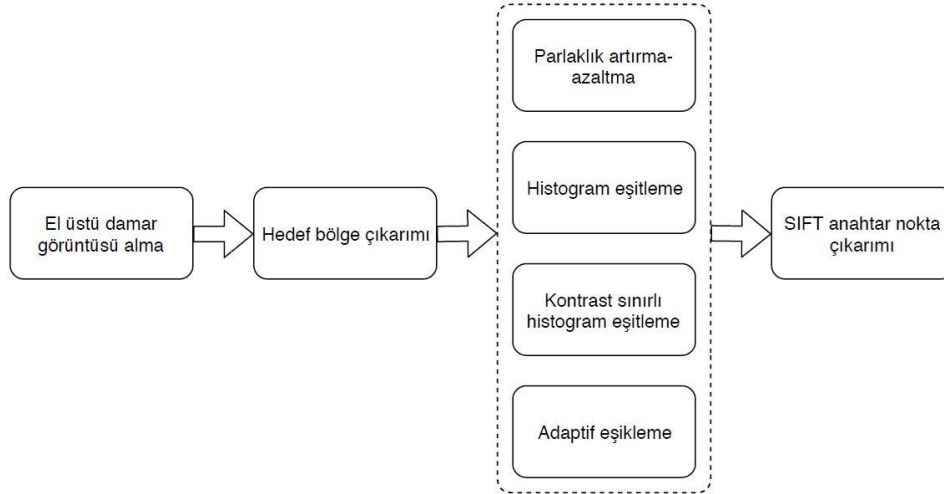 El üstü damar
görüntüsü alma
Hedef bölge çıkarımı
Parlaklık artırma-
azaltma
Histogram eşitleme
Kontrast sınırlı
histogram eşitleme
Adaptif eşikleme
SIFT anahtar nokta
çıkarımı